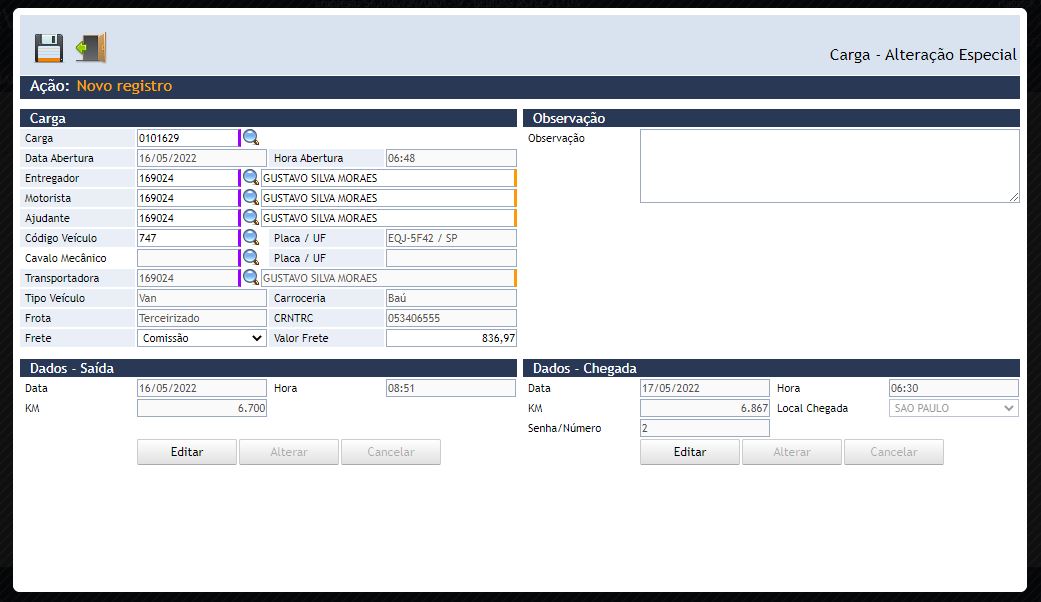 Carga - Alteração Especial
Ação: Novo registro
Carga
Carga 0101629
Data Abertura 16/05/2022 Hora Abertura 06:48
Entregador 169024 GUSTAVO SILVA MORAES
Motorista 169024 GUSTAVO SILVA MORAES
Ajudante 169024 GUSTAVO SILVA MORAES
Código Veículo 747 Placa / UF EQJ-5F42 / SP
Cavalo Mecânico Placa / UF
Transportadora 169024 GUSTAVO SILVA MORAES
Tipo Veículo Van Carroceria Baú
Frota Terceirizado CRNTRC 053406555
Frete Comissão Valor Frete 836,97
Observação
Observação
Dados - Saída
Data 16/05/2022 Hora 08:51
KM 6.700
Editar Alterar Cancelar
Dados - Chegada
Data 17/05/2022 Hora 06:30
KM 6.867 Local Chegada SAO PAULO
Senha/Número 2
Editar Alterar Cancelar